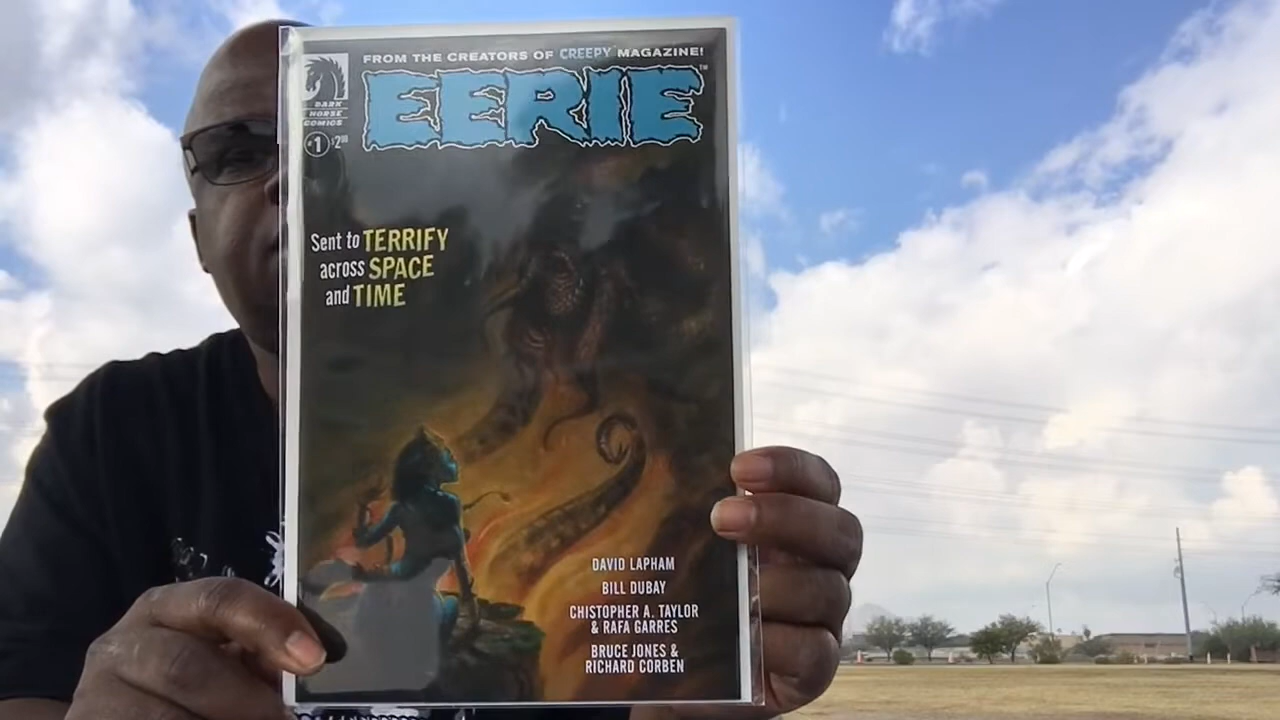 FROM THE CREATORS OF CREEPY MAGAZINE!
EERIE™
DARK
HORSE
COMICS
#1 $2.99
Sent to TERRIFY
across SPACE
and TIME
DAVID LAPHAM
BILL DUBAY
CHISTOPHER A. TAYLOR
& RAFA GARRES
BRUCE JONES &
RICHARD CORBEN